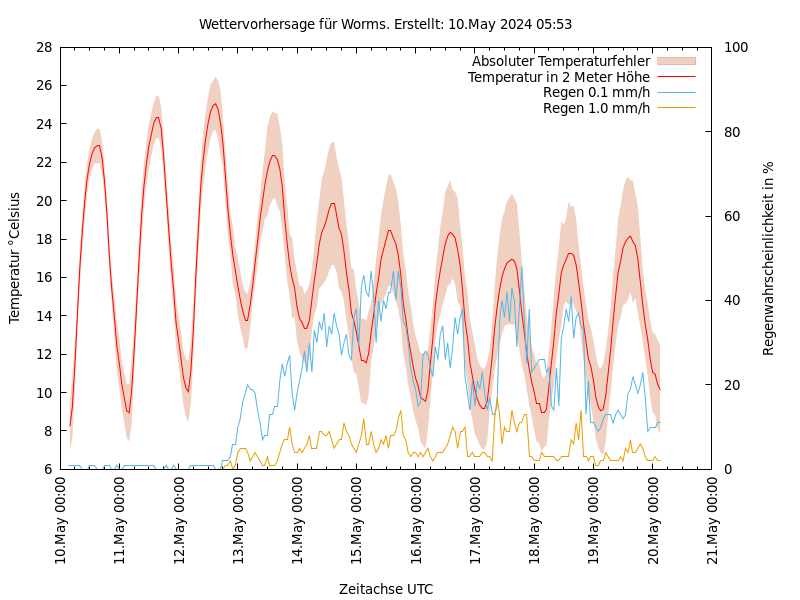 Wettervorhersage für Worms. Erstellt: 10.May 2024 05:53
Absoluter Temperaturfehler
Temperatur in 2 Meter Höhe
Regen 0.1 mm/h
Regen 1.0 mm/h
Temperatur °Celsius
28
26
24
22
20
18
16
14
12
10
8
6
100
80
60
40
20
0
Regenwahrscheinlichkeit in %
10.May 00:00
11.May 00:00
12.May 00:00
13.May 00:00
14.May 00:00
15.May 00:00
16.May 00:00
17.May 00:00
18.May 00:00
19.May 00:00
20.May 00:00
21.May 00:00
Zeitachse UTC